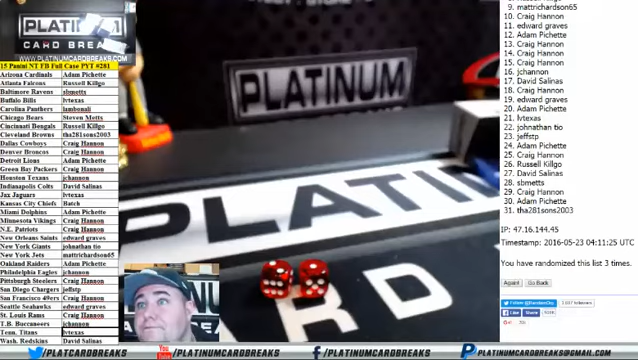 PLATINUM
CARD BREAKS
WWW.PLATINUMCARDBREAKS.COM
15 Panini NT FB Full Case PYT #281
Arizona Cardinals Adam Pichette
Atlanta Falcons Russell Killgo
Baltimore Ravens sbmetts
Buffalo Bills lvtexas
Carolina Panthers lambonali
Chicago Bears Steven Metts
Cincinnati Bengals Russell Killgo
Cleveland Browns tha281sons2003
Dallas Cowboys Craig Hannon
Denver Broncos Craig Hannon
Detroit Lions Adam Pichette
Green Bay Packers Craig Hannon
Houston Texans jchannon
Indianapolis Colts David Salinas
Jax Jaguars lvtexas
Kansas City Chiefs Batch
Miami Dolphins Adam Pichette
Minnesota Vikings Craig Hannon
N.E. Patriots Craig Hannon
New Orleans Saints edward graves
New York Giants johnathan tio
New York Jets mattrichardson65
Oakland Raiders Adam Pichette
Philadelphia Eagles jchannon
Pittsburgh Steelers Craig Hannon
San Diego Chargers jeffstp
San Francisco 49ers Craig Hannon
Seattle Seahawks edward graves
St. Louis Rams Craig Hannon
T.B. Buccaneers jchannon
Tenn. Titans lvtexas
Wash. Redskins David Salinas
PLATINUM
PLATIN
ARD
9. mattrichardson65
10. Craig Hannon
11. edward graves
12. Adam Pichette
13. Craig Hannon
14. Craig Hannon
15. Craig Hannon
16. jchannon
17. David Salinas
18. Craig Hannon
19. edward graves
20. Adam Pichette
21. lvtexas
22. johnathan tio
23. jeffstp
24. Adam Pichette
25. Craig Hannon
26. Russell Killgo
27. David Salinas
28. sbmetts
29. Craig Hannon
30. Adam Pichette
31. tha281sons2003
IP: 47.16.144.45
Timestamp: 2016-05-23 04:11:25 UTC
You have randomized this list 3 times.
Again! Go Back
/PLATCARDBREAKS /PLATINUMCARDBREAKS /PLATINUMCARDBREAKS /PLATCARDBREAKS